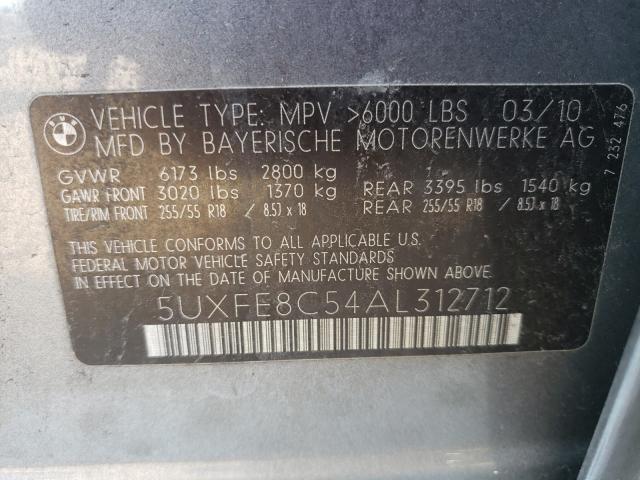 BMW
VEHICLE TYPE: MPV >6000 LBS 03/10
MFD BY BAYERISCHE MOTORENWERKE AG
GVWR 6173 lbs 2800 kg
GAWR FRONT 3020 lbs 1370 kg REAR 3395 lbs 1540 kg
TIRE/RIM FRONT 255/55 R18 / 8.5J x 18 REAR 255/55 R18 / 8.5J x 18
THIS VEHICLE CONFORMS TO ALL APPLICABLE U.S.
FEDERAL MOTOR VEHICLE SAFETY STANDARDS
IN EFFECT ON THE DATE OF MANUFACTURE SHOWN ABOVE.
5UXFE8C54AL312712
7 232 476